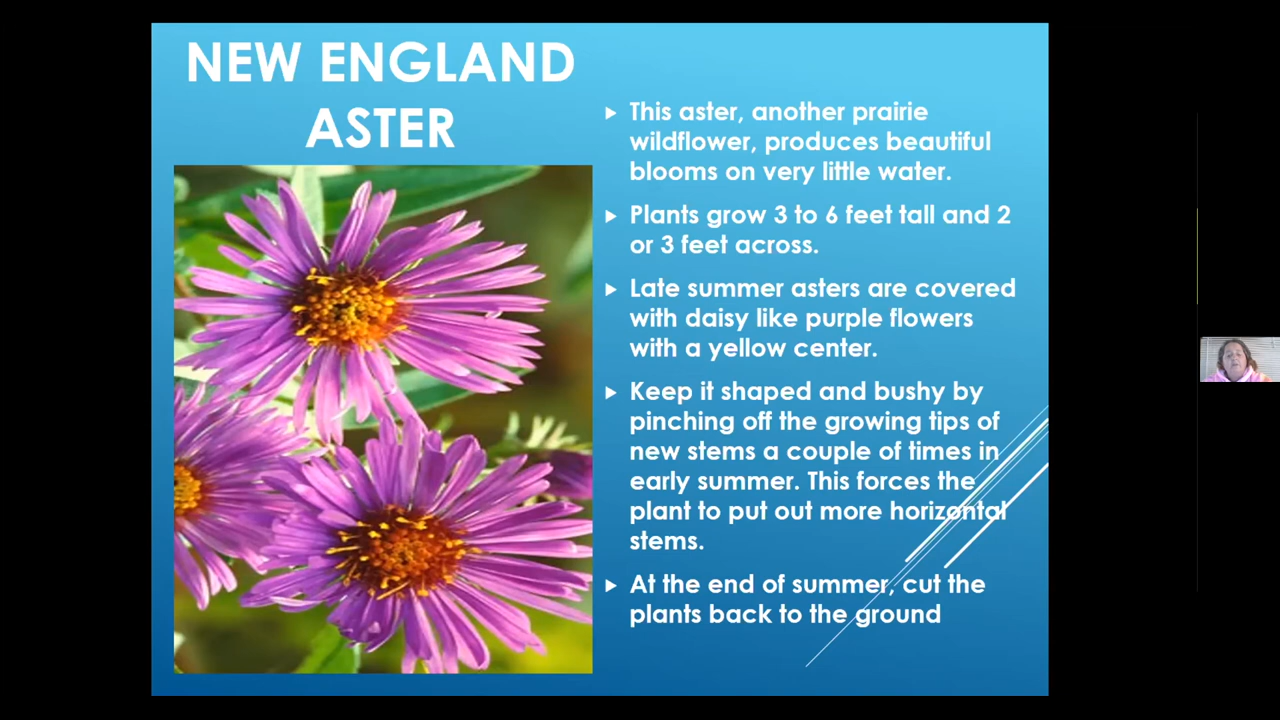 NEW ENGLAND
ASTER
This aster, another prairie
wildflower, produces beautiful
blooms on very little water.
Plants grow 3 to 6 feet tall and 2
or 3 feet across.
Late summer asters are covered
with daisy like purple flowers
with a yellow center.
Keep it shaped and bushy by
pinching off the growing tips of
new stems a couple of times in
early summer. This forces the
plant to put out more horizontal
stems.
At the end of summer, cut the
plants back to the ground